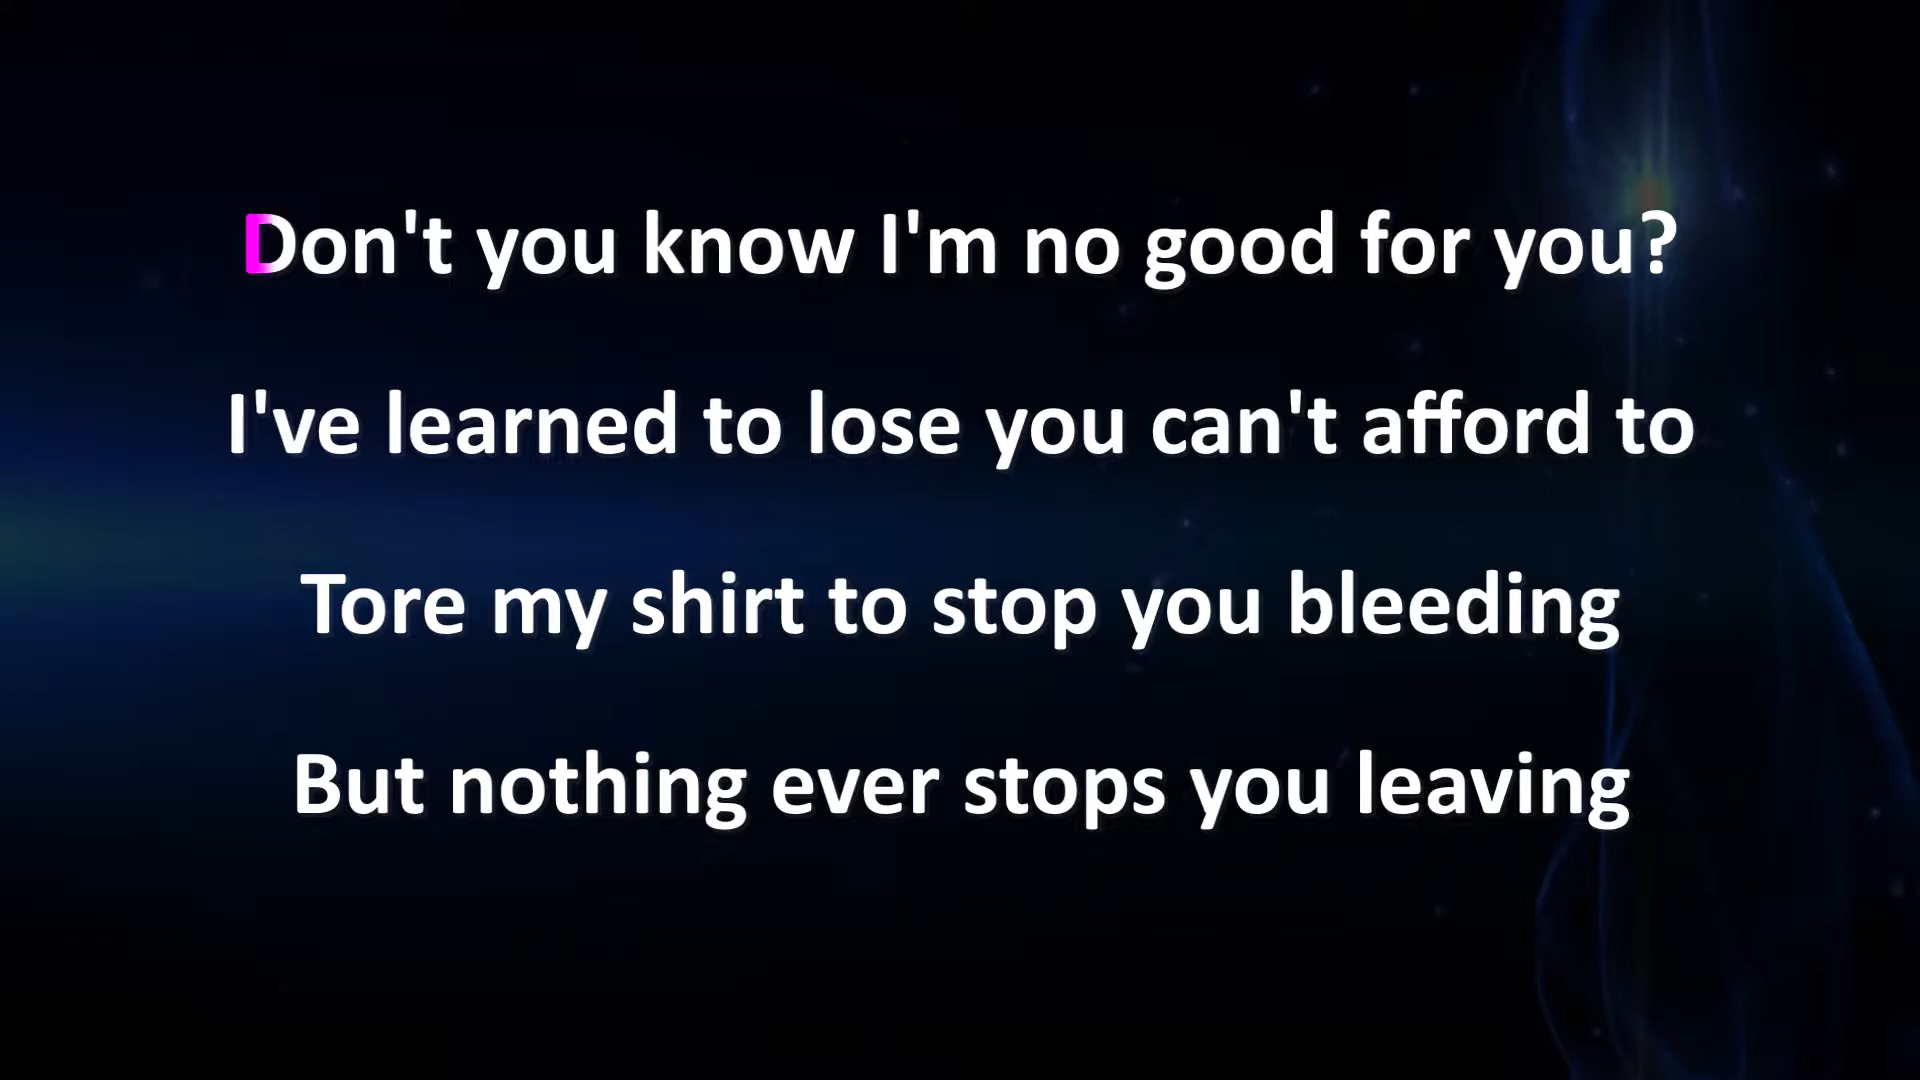 Don't you know I'm no good for you?
I've learned to lose you can't afford to
Tore my shirt to stop you bleeding
But nothing ever stops you leaving